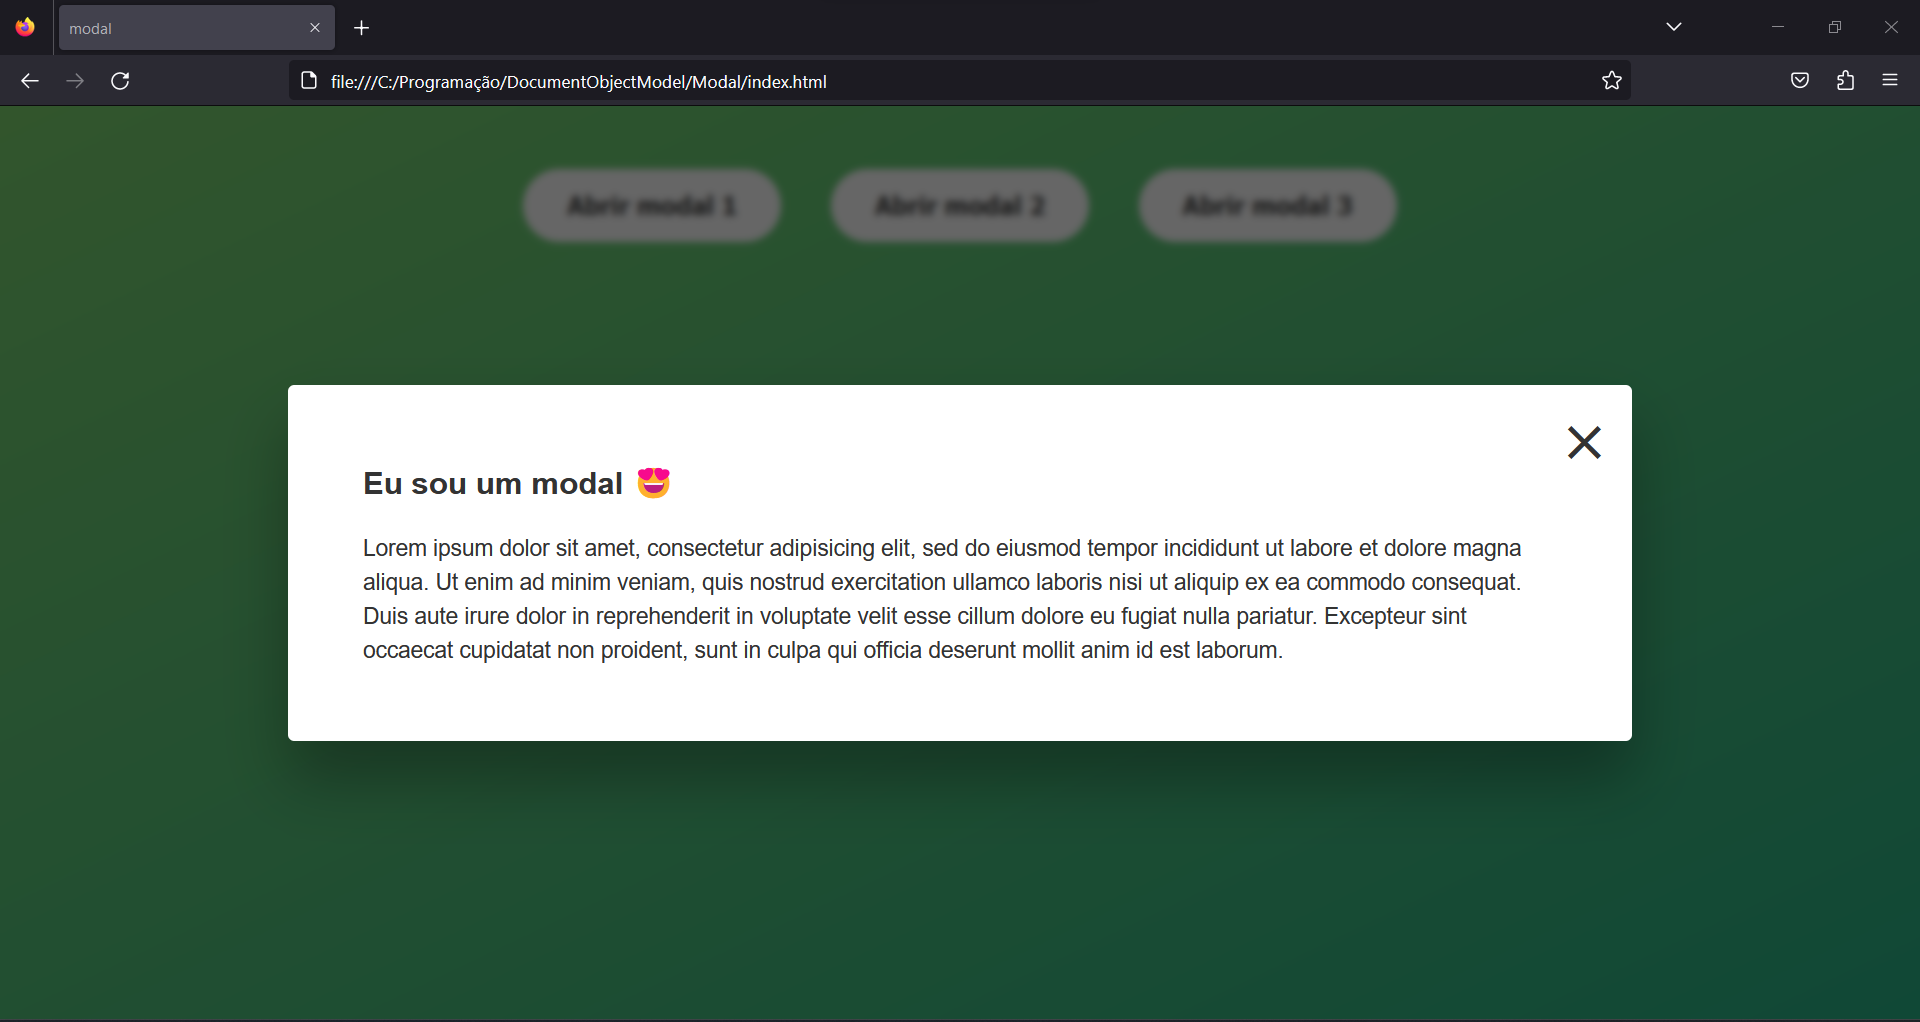 modal
file:///C:/Programação/DocumentObjectModel/Modal/index.html
Abrir modal 1
Abrir modal 2
Abrir modal 3
Eu sou um modal 😍
Lorem ipsum dolor sit amet, consectetur adipisicing elit, sed do eiusmod tempor incididunt ut labore et dolore magna
aliqua. Ut enim ad minim veniam, quis nostrud exercitation ullamco laboris nisi ut aliquip ex ea commodo consequat.
Duis aute irure dolor in reprehenderit in voluptate velit esse cillum dolore eu fugiat nulla pariatur. Excepteur sint
occaecat cupidatat non proident, sunt in culpa qui officia deserunt mollit anim id est laborum.